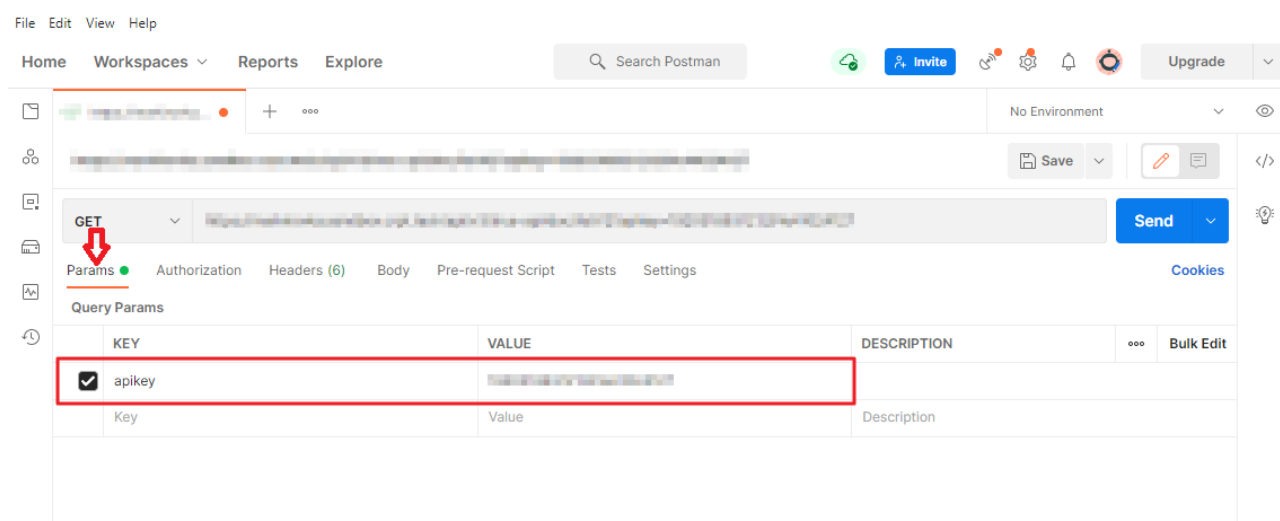 File Edit View Help
Home Workspaces Reports Explore Search Postman Invite Upgrade
No Environment
Save
GET Send
Params Authorization Headers (6) Body Pre-request Script Tests Settings Cookies
Query Params
KEY VALUE DESCRIPTION Bulk Edit
apikey
Key Value Description